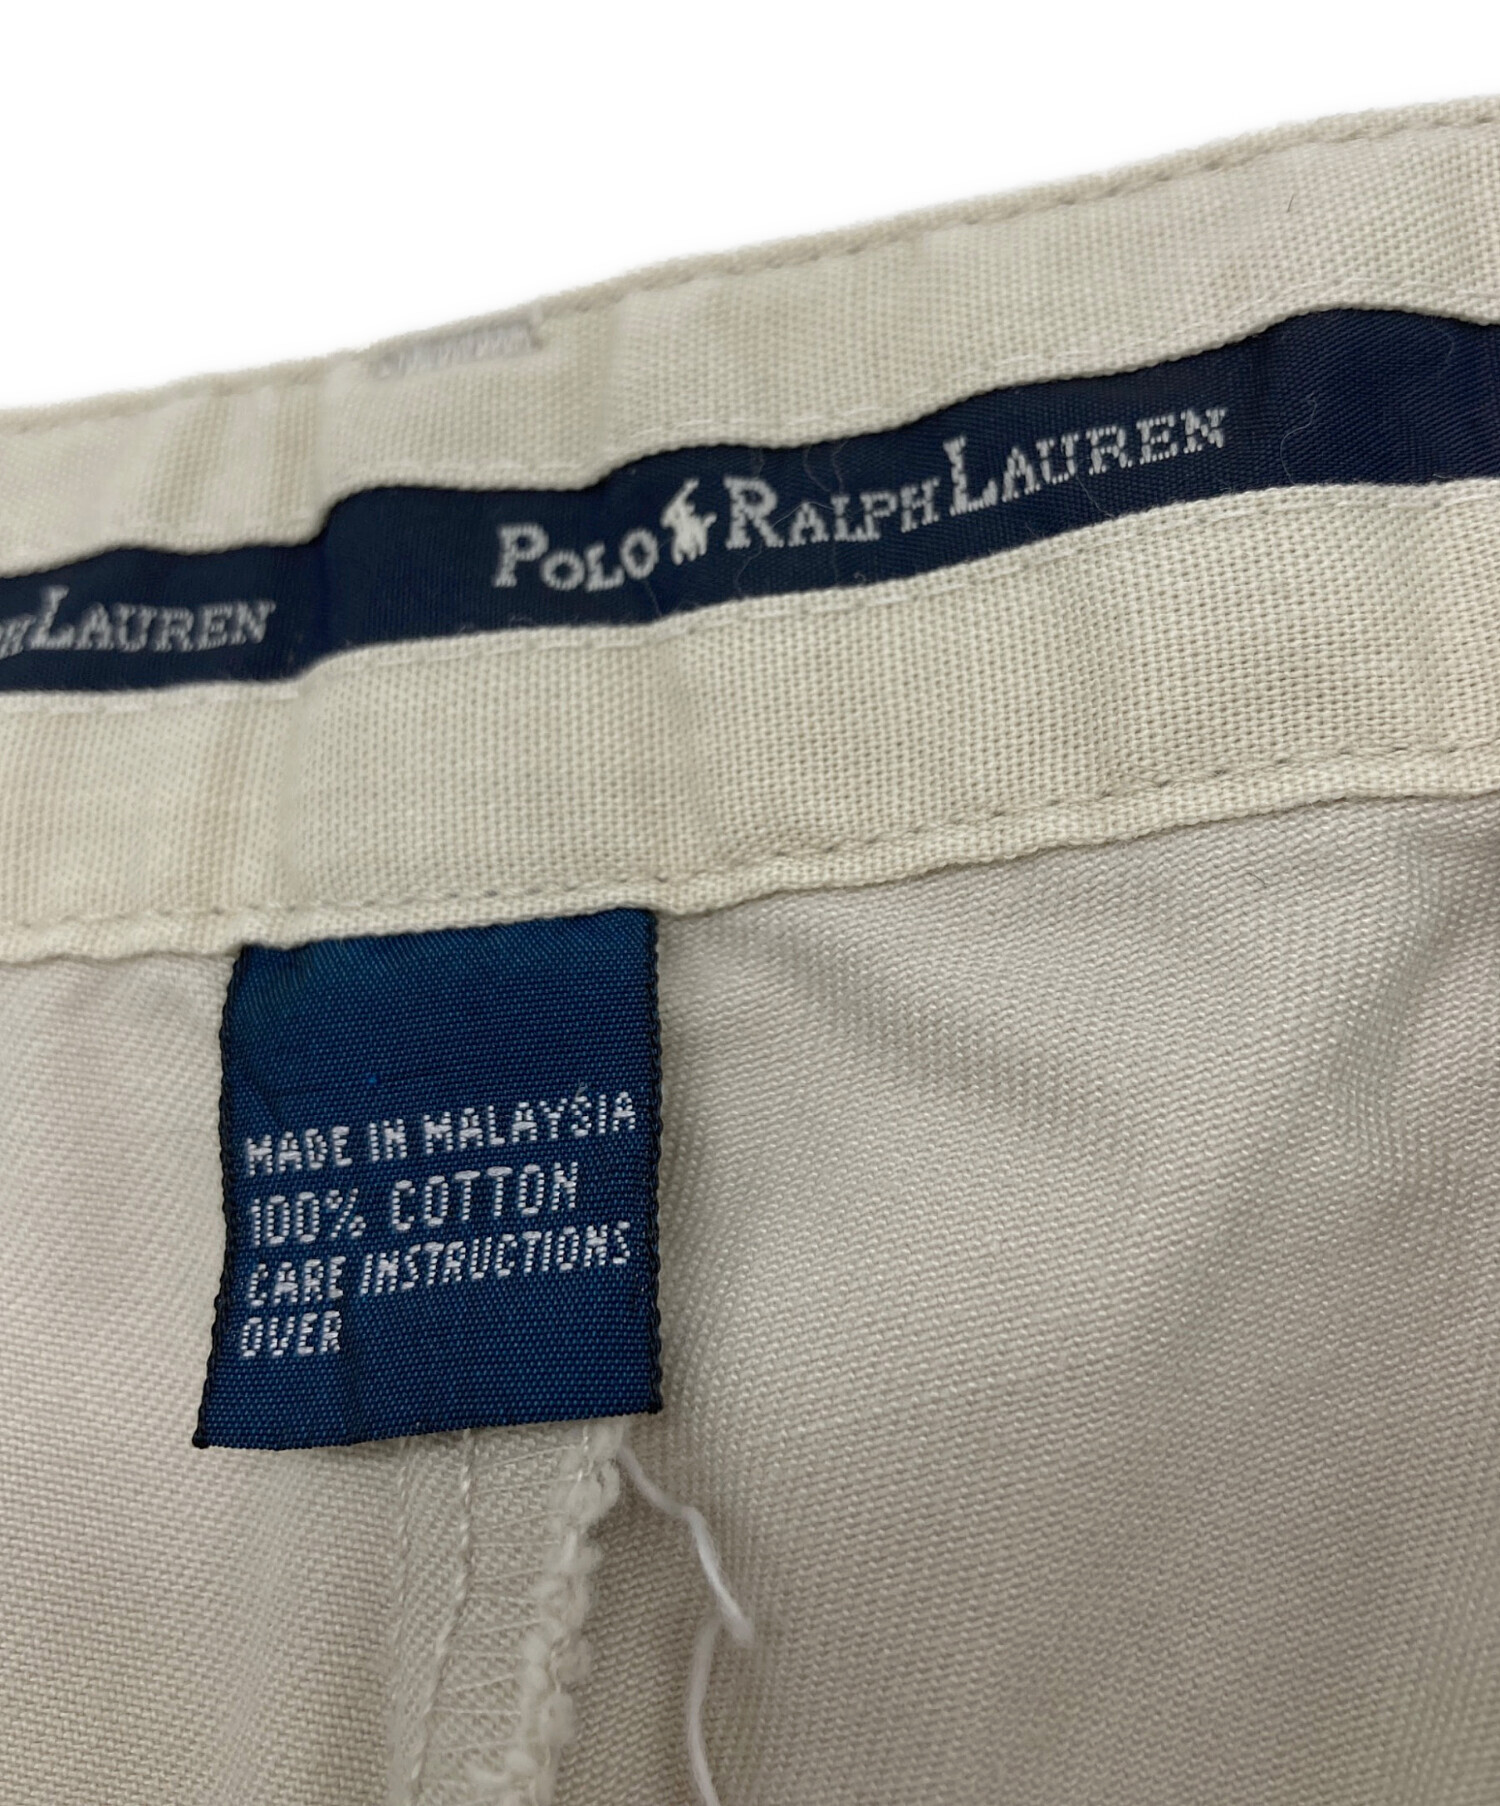 POLO RALPH LAUREN
LAUREN
MADE IN MALAYSIA
100% COTTON
CARE INSTRUCTIONS
OVER